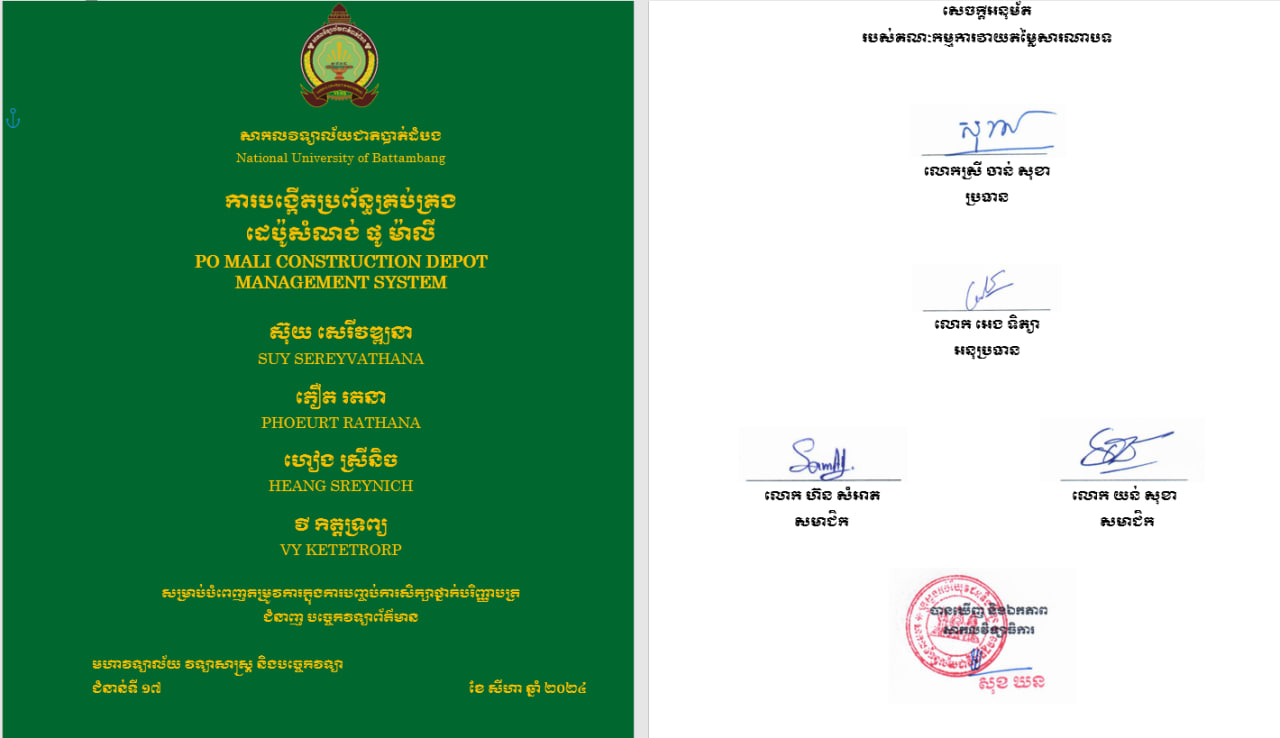 សាកលវិទ្យាល័យជាតិបាត់ដំបង
National University of Battambang
ការបង្កើតប្រព័ន្ធគ្រប់គ្រង
ដេប៉ូសំណង់ ផូ ម៉ាលី
PO MALI CONSTRUCTION DEPOT
MANAGEMENT SYSTEM
ស៊ុយ សេរីវឌ្ឍនា
SUY SEREYVATHANA
ភឿត រតនា
PHOEURT RATHANA
ហៀង ស្រីនិច
HEANG SREYNICH
វី កិត្តទ្រព្យ
VY KETETRORP
សម្រាប់បំពេញតម្រូវការក្នុងការបញ្ចប់ការសិក្សាថ្នាក់បរិញ្ញាបត្រ
ជំនាញ បច្ចេកវិទ្យាព័ត៌មាន
មហាវិទ្យាល័យ វិទ្យាសាស្ត្រ និងបច្ចេកវិទ្យា
ជំនាន់ទី ១៧
ខែ សីហា ឆ្នាំ ២០២៤
សេចក្តីអនុម័ត
របស់គណៈកម្មការវាយតម្លៃសារណាបទ
លោកស្រី ចាន់ សុខា
ប្រធាន
លោក អេង ទិត្យា
អនុប្រធាន
លោក ហ៊ន សំអាត
សមាជិក
លោក យន់ សុខា
សមាជិក
បានឃើញ និងឯកភាព
សាកលវិទ្យាធិការ
សុខ ឃន